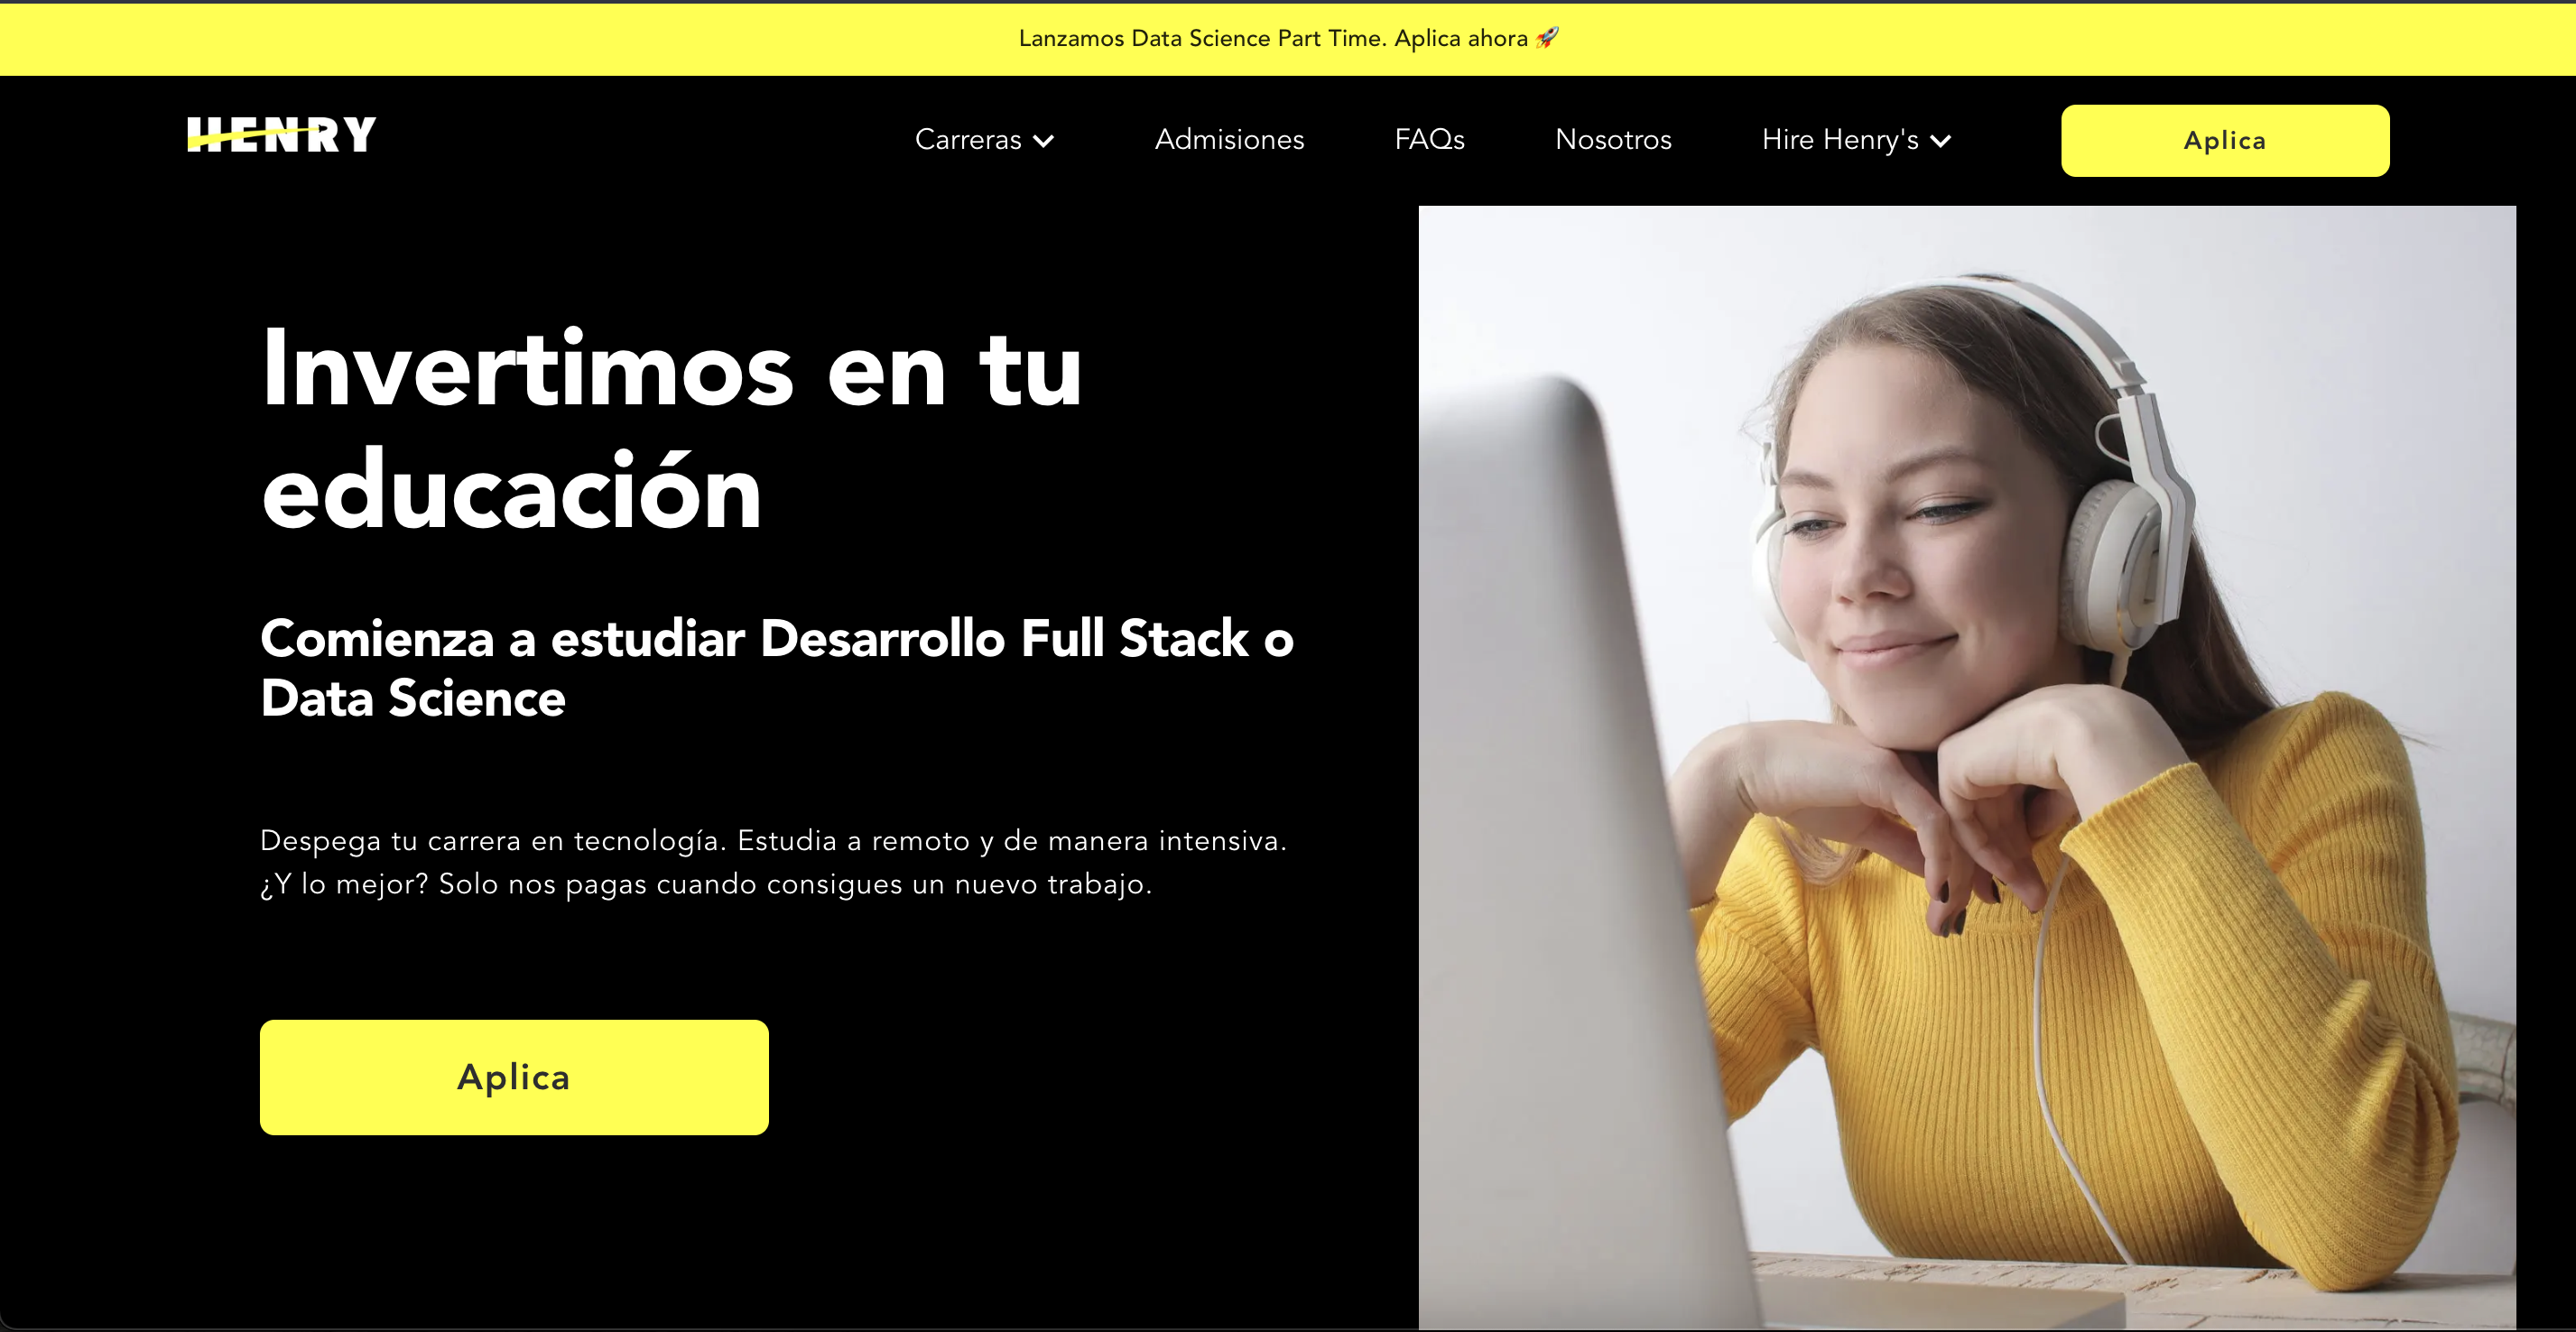 Lanzamos Data Science Part Time. Aplica ahora 🚀
HENRY
Carreras
Admisiones
FAQs
Nosotros
Hire Henry's
Aplica
Invertimos en tu
educación
Comienza a estudiar Desarrollo Full Stack o
Data Science
Despega tu carrera en tecnología. Estudia a remoto y de manera intensiva.
¿Y lo mejor? Solo nos pagas cuando consigues un nuevo trabajo.
Aplica